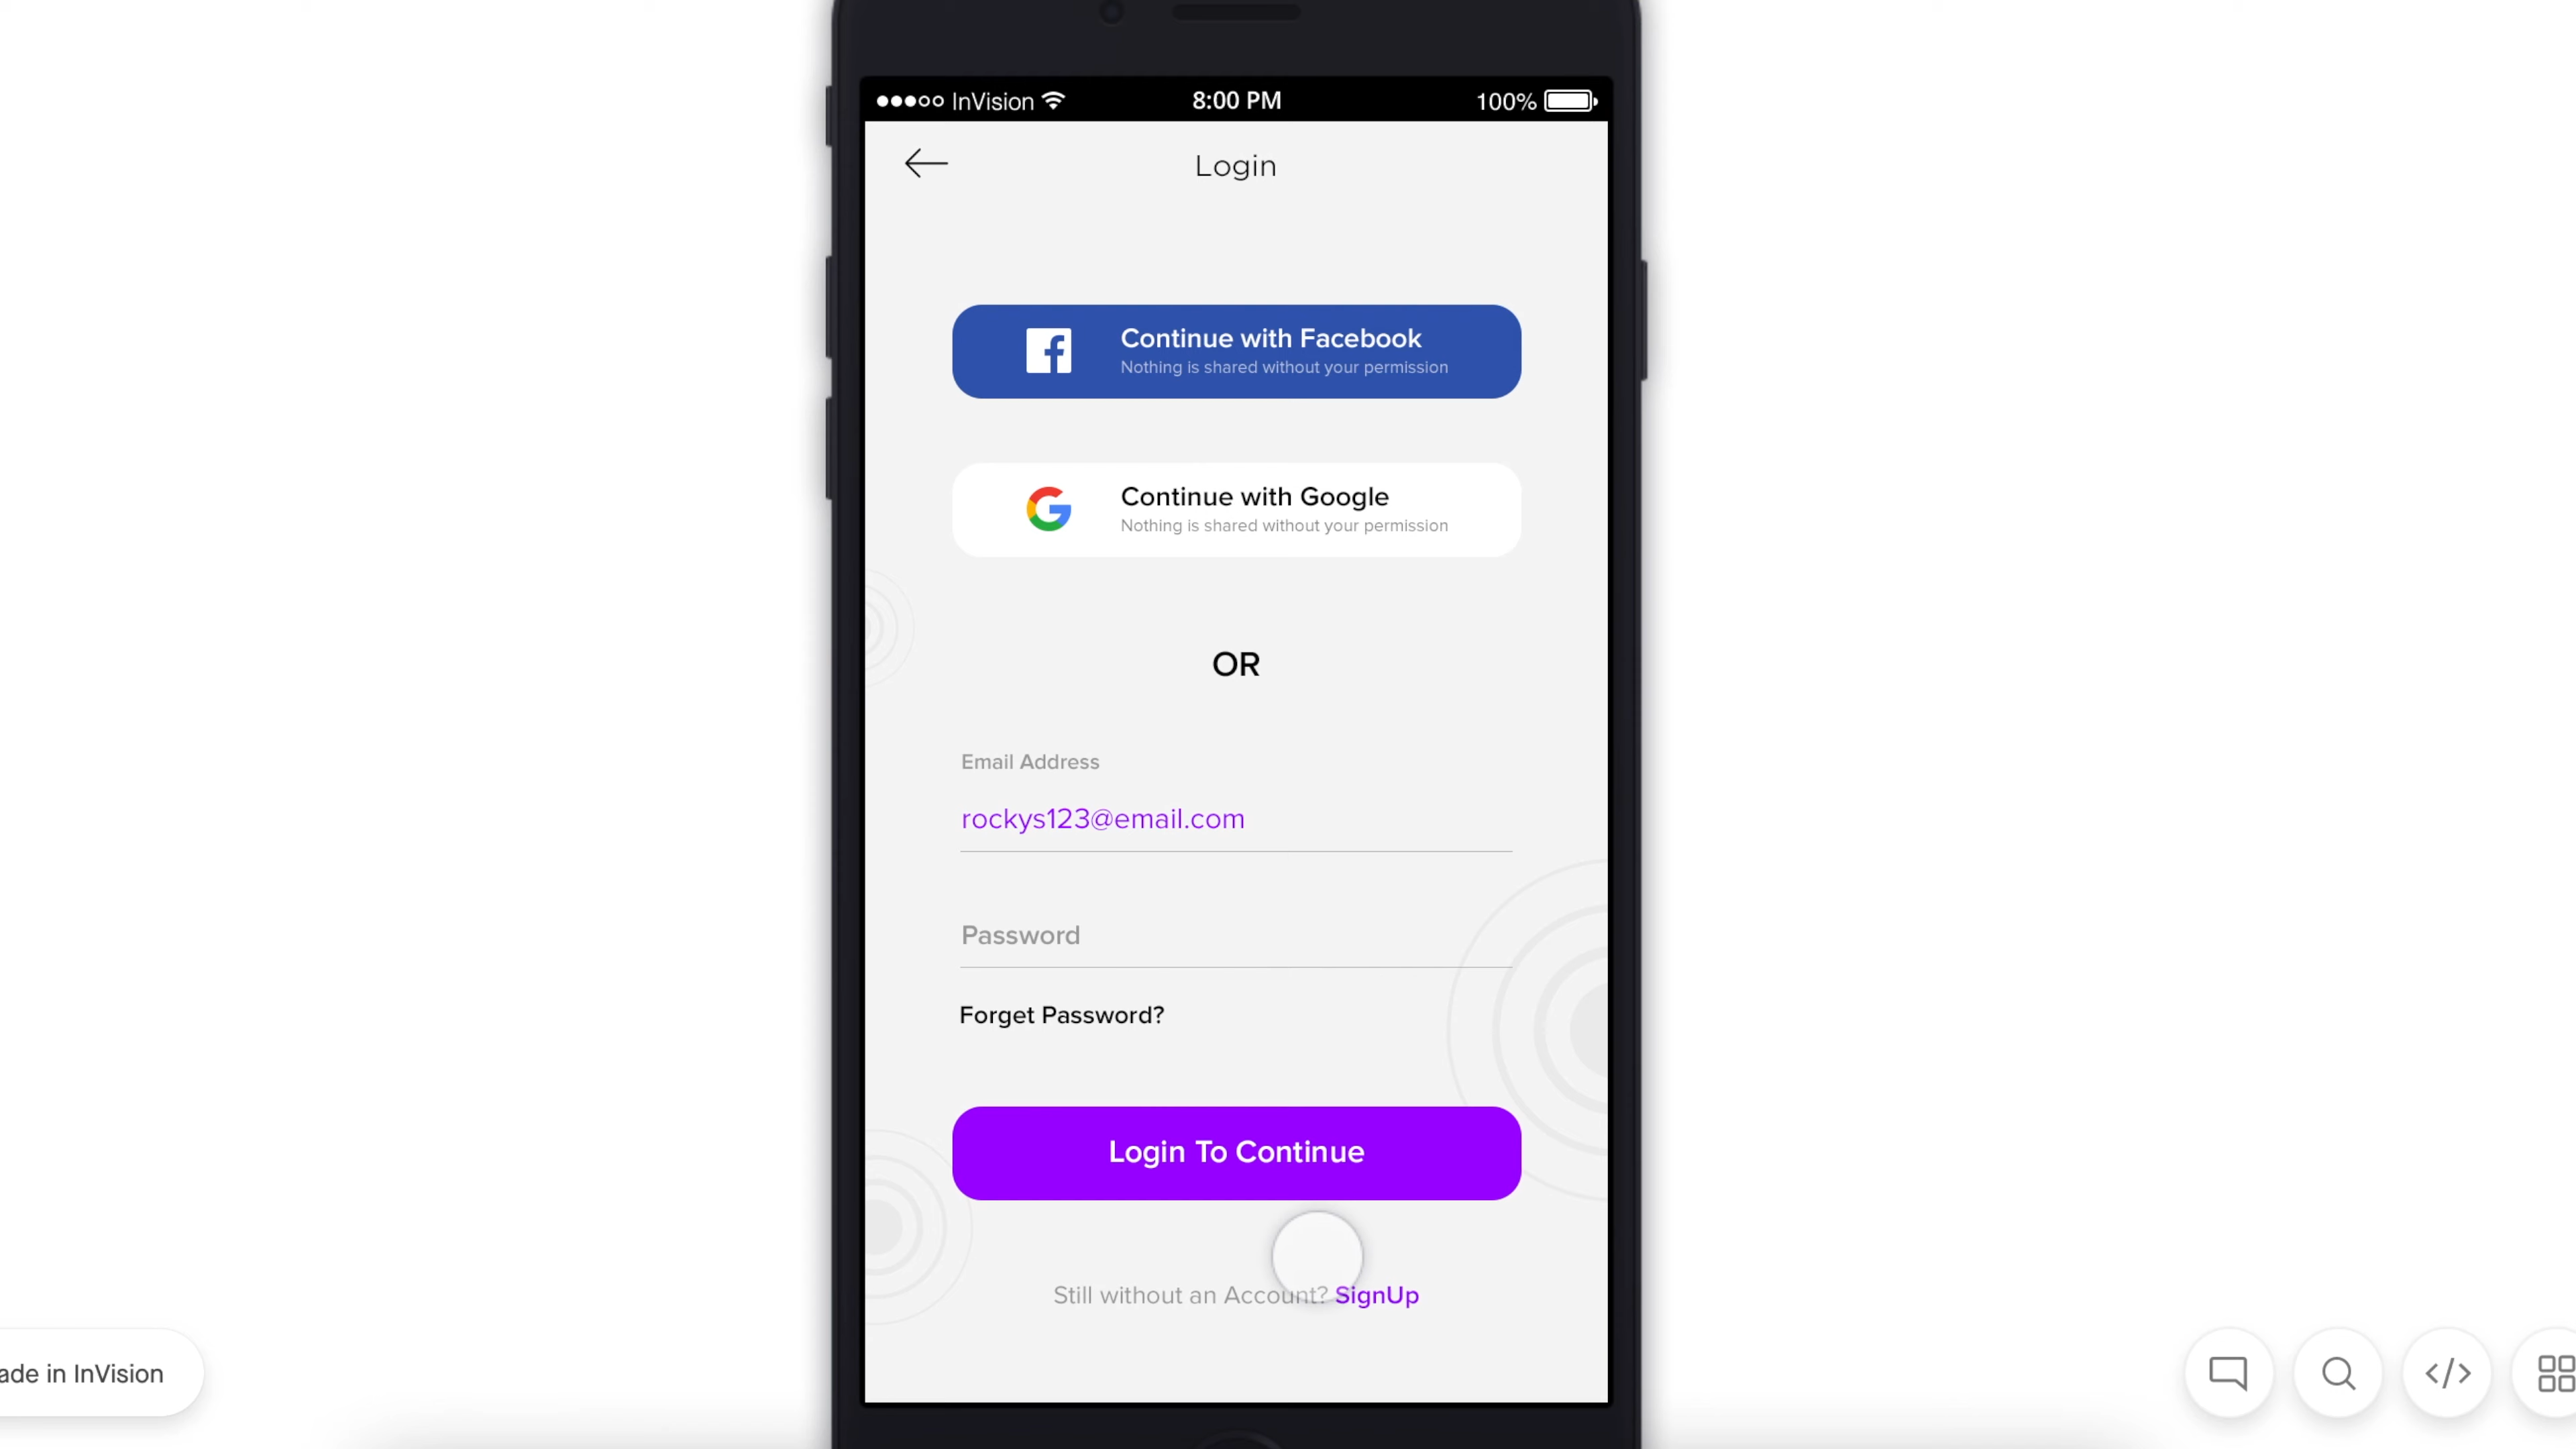 InVision 8:00 PM 100%
Login
Continue with Facebook
Nothing is shared without your permission
Continue with Google
Nothing is shared without your permission
OR
Email Address
rockys123@email.com
Password
Forget Password?
Login To Continue
Still without an Account? SignUp
ade in InVision